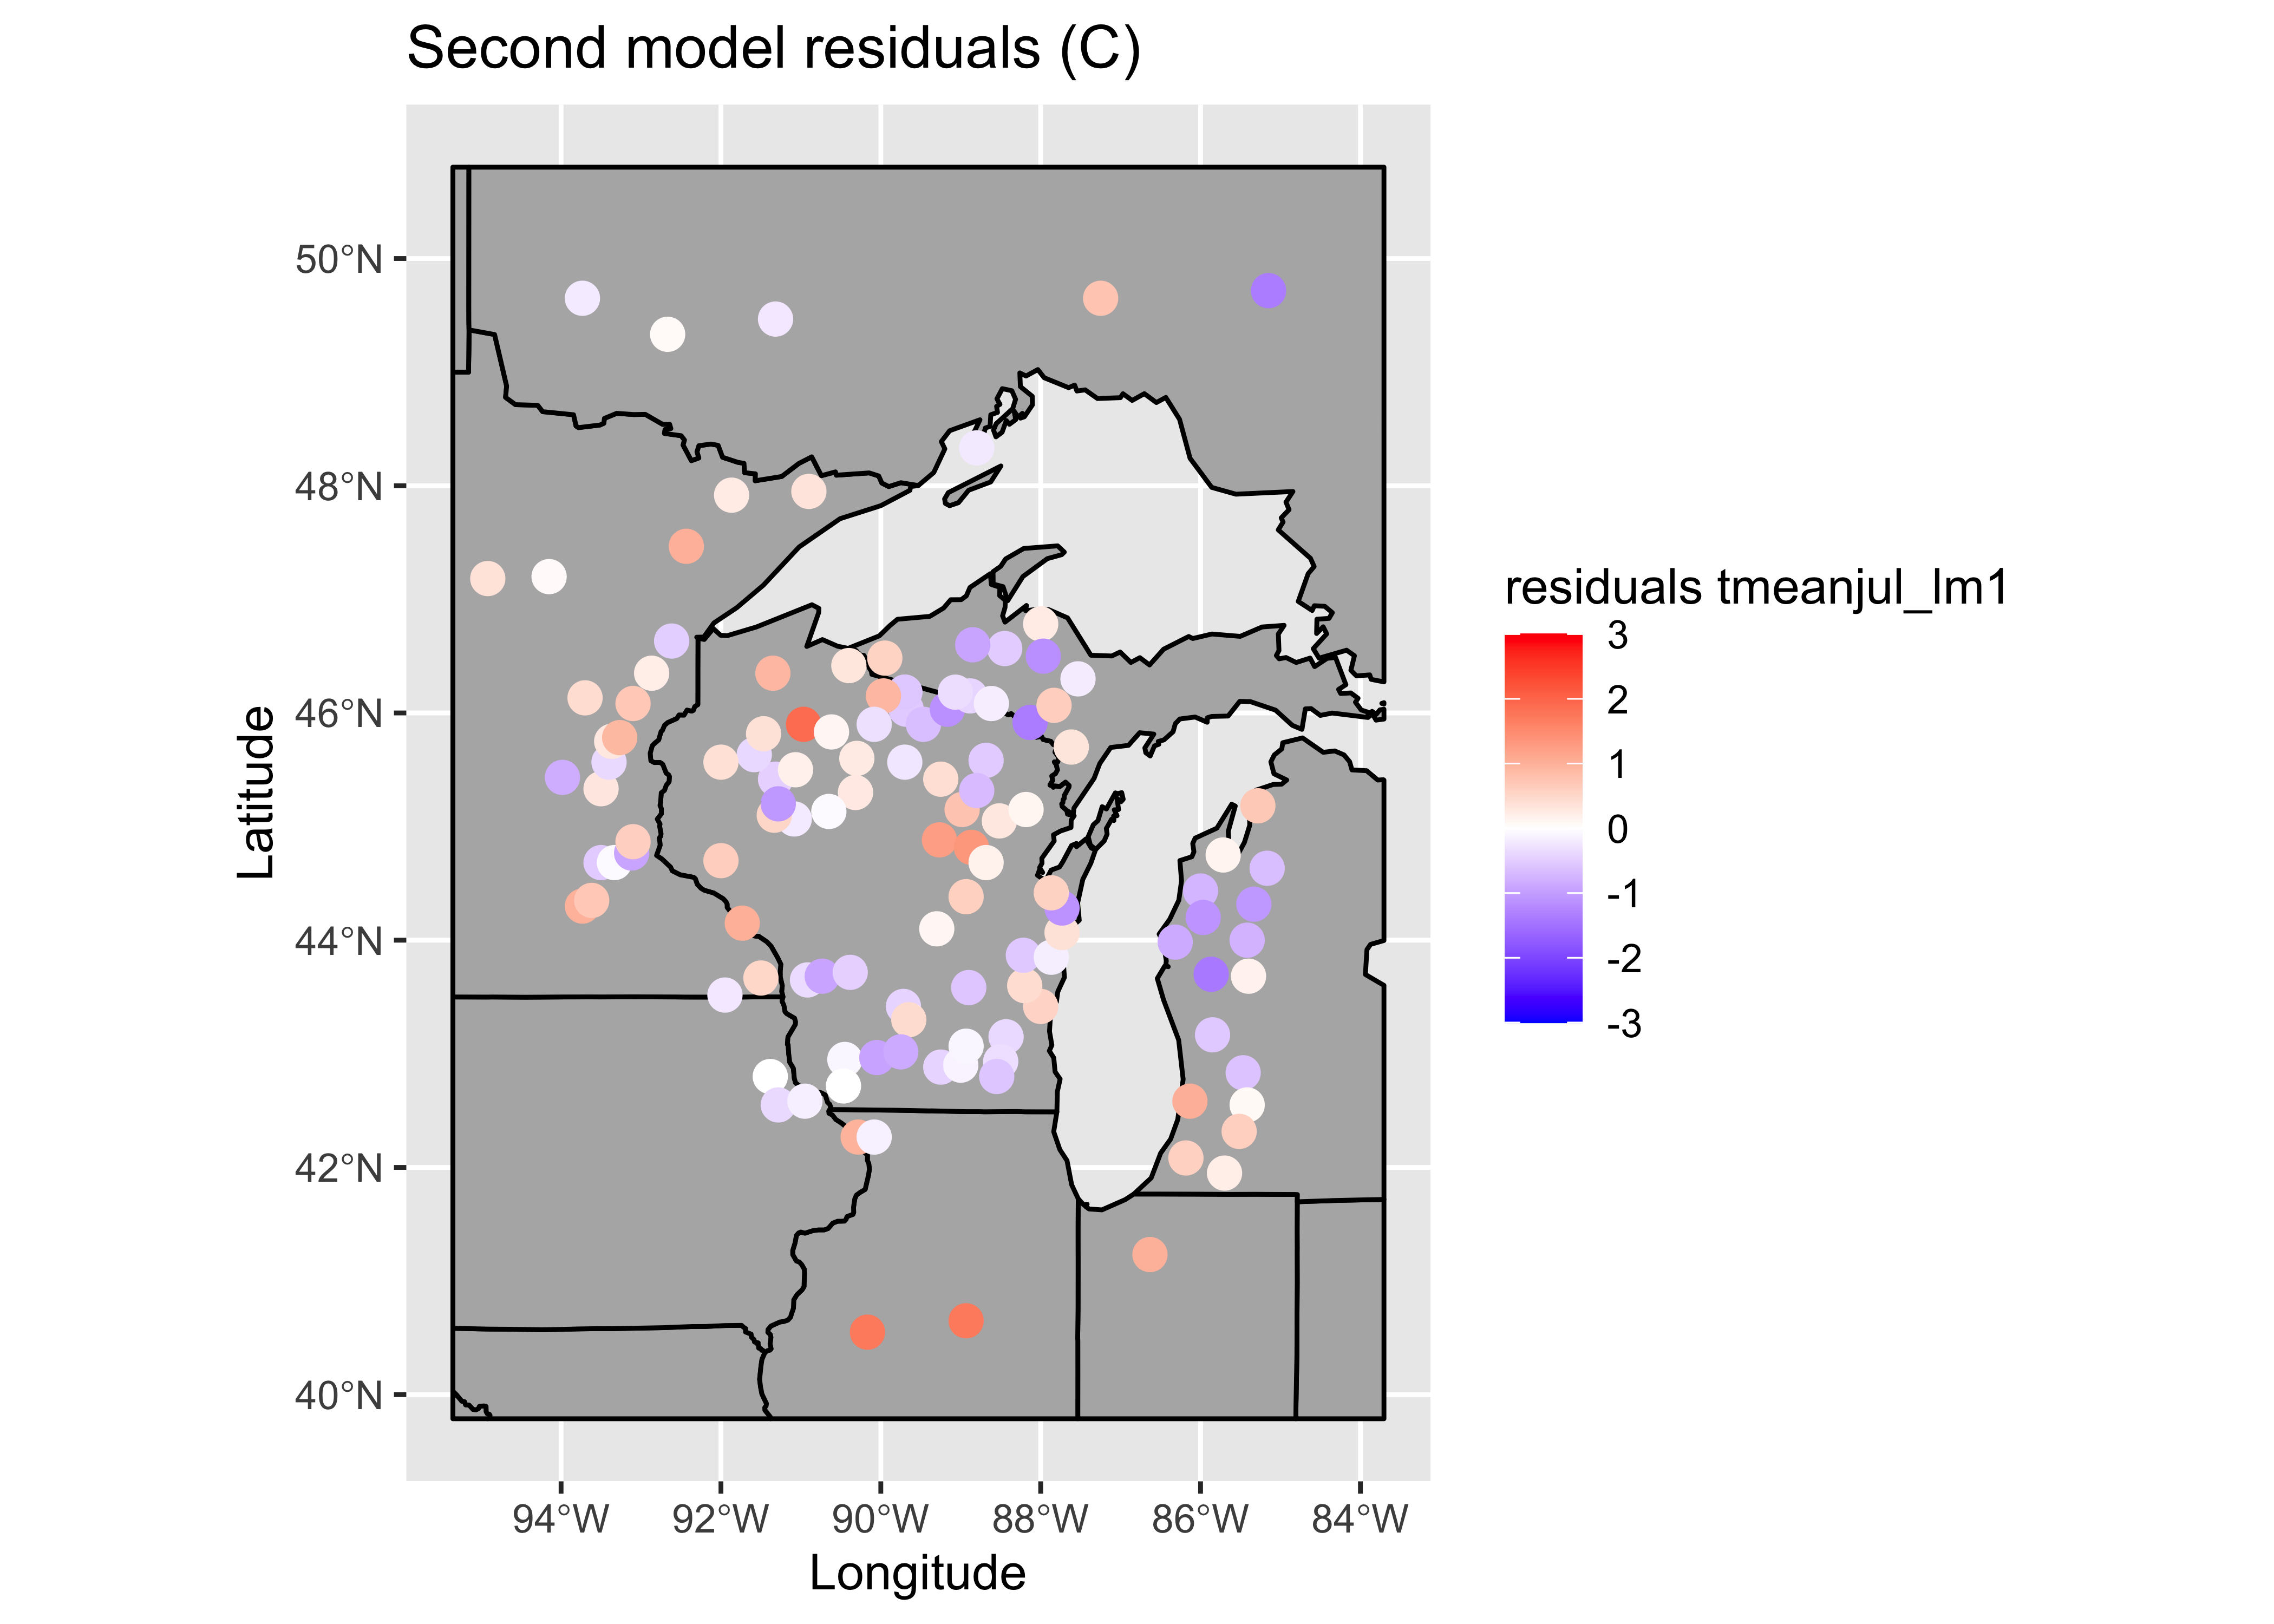 Second model residuals (C)
50°N
48°N
46°N
44°N
42°N
40°N
Latitude
94°W 92°W 90°W 88°W 86°W 84°W
Longitude
residuals tmeanjul_lm1
3
2
1
0
-1
-2
-3